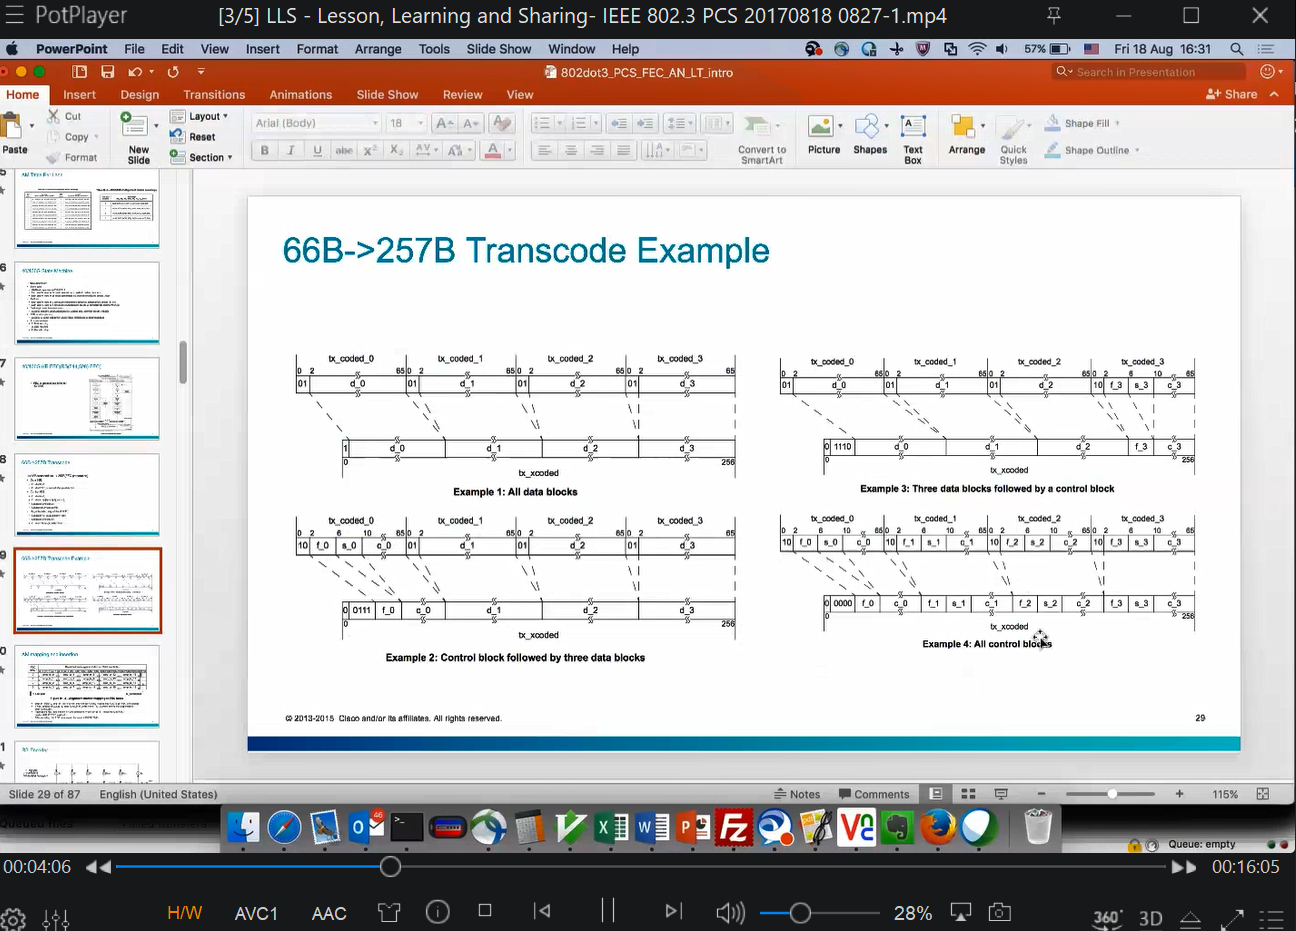 PotPlayer
[3/5] LLS - Lesson, Learning and Sharing- IEEE 802.3 PCS 20170818 0827-1.mp4
PowerPoint File Edit View Insert Format Arrange Tools Slide Show Window Help
57% Fri 18 Aug 16:31
802dot3_PCS_FEC_AN_LT_intro
Search in Presentation
Home Insert Design Transitions Animations Slide Show Review View
Share
Paste
Cut
Copy
Format
New Slide
Layout
Reset
Section
Arial (Body) 18
B I U abc X² X₂ AV Aa A
Convert to SmartArt
Picture Shapes Text Box Arrange Quick Styles
Shape Fill
Shape Outline
66B->257B Transcode Example
tx_coded_0 tx_coded_1 tx_coded_2 tx_coded_3
0 2 65 0 2 65 0 2 65 0 2 65
01 d_0 01 d_1 01 d_2 01 d_3
1 d_0 d_1 d_2 d_3
0 256
tx_xcoded
Example 1: All data blocks
tx_coded_0 tx_coded_1 tx_coded_2 tx_coded_3
0 2 6 10 65 0 2 65 0 2 65 0 2 65
10 f_0 s_0 c_0 01 d_1 01 d_2 01 d_3
0 0111 f_0 c_0 d_1 d_2 d_3
0 256
tx_xcoded
Example 2: Control block followed by three data blocks
tx_coded_0 tx_coded_1 tx_coded_2 tx_coded_3
0 2 65 0 2 65 0 2 65 0 2 6 10 65
01 d_0 01 d_1 01 d_2 10 f_3 s_3 c_3
0 1110 d_0 d_1 d_2 f_3 c_3
0 256
tx_xcoded
Example 3: Three data blocks followed by a control block
tx_coded_0 tx_coded_1 tx_coded_2 tx_coded_3
0 2 6 10 65 0 2 6 10 65 0 2 6 10 65 0 2 6 10 65
10 f_0 s_0 c_0 10 f_1 s_1 c_1 10 f_2 s_2 c_2 10 f_3 s_3 c_3
0 0000 f_0 c_0 f_1 s_1 c_1 f_2 s_2 c_2 f_3 s_3 c_3
0 256
tx_xcoded
Example 4: All control blocks
© 2013-2015 Cisco and/or its affiliates. All rights reserved.
29
Slide 29 of 87 English (United States)
Notes Comments
115%
46
Queue: empty
00:04:06
00:16:05
H/W AVC1 AAC
28%
360° 3D